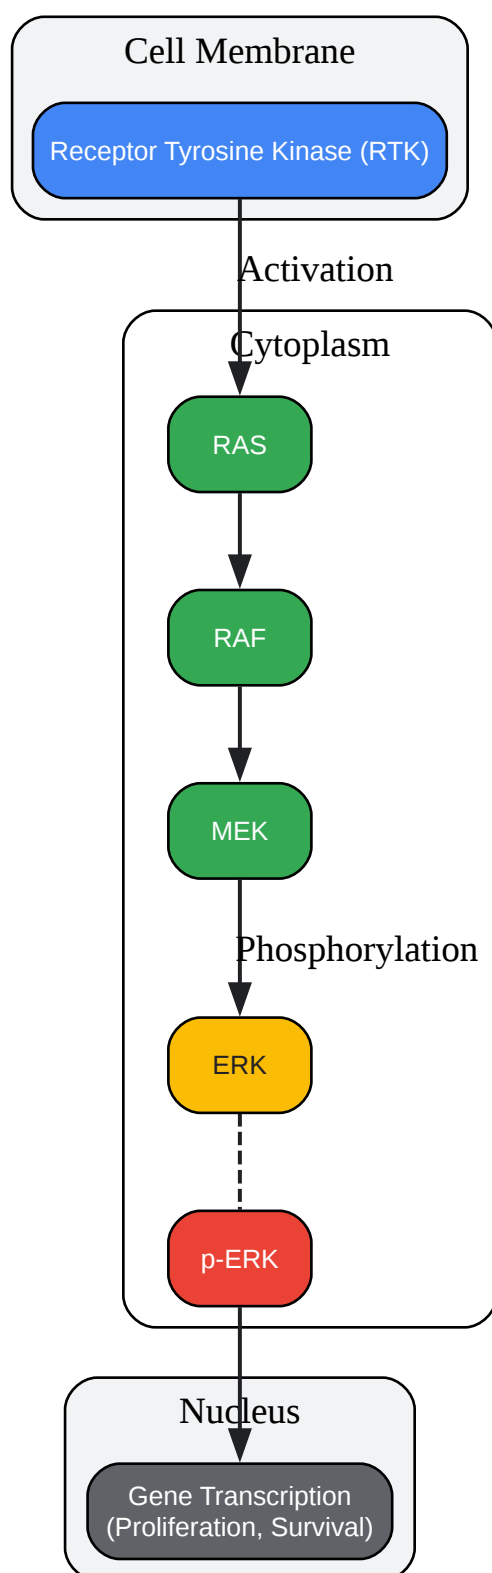 Cell Membrane
Receptor Tyrosine Kinase (RTK)
Activation
Cytoplasm
RAS
RAF
MEK
Phosphorylation
ERK
p-ERK
Nucleus
Gene Transcription
(Proliferation, Survival)